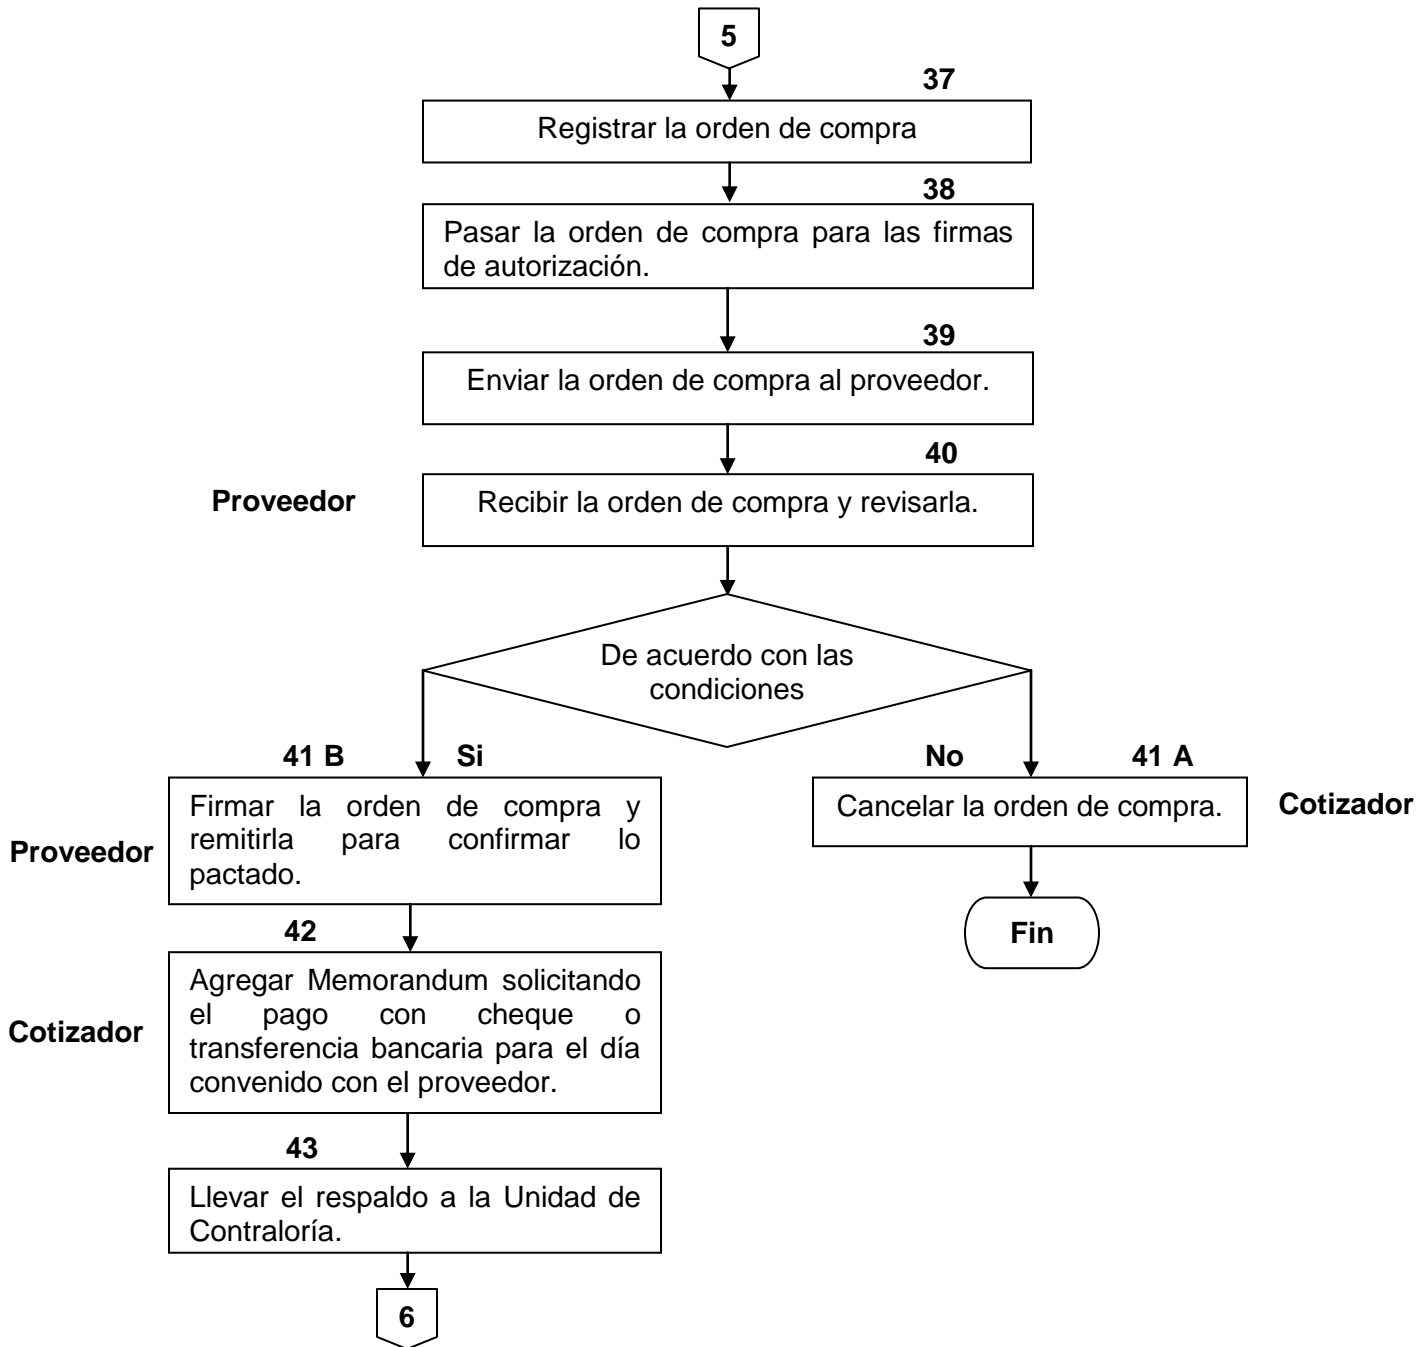 5
37
Registrar la orden de compra
38
Pasar la orden de compra para las firmas
de autorización.
39
Enviar la orden de compra al proveedor.
40
Proveedor
Recibir la orden de compra y revisarla.
De acuerdo con las
condiciones
41 B
Si
Proveedor
Firmar la orden de compra y
remitirla para confirmar lo
pactado.
No
41 A
Cancelar la orden de compra.
Cotizador
Fin
42
Cotizador
Agregar Memorandum solicitando
el pago con cheque o
transferencia bancaria para el día
convenido con el proveedor.
43
Llevar el respaldo a la Unidad de
Contraloría.
6